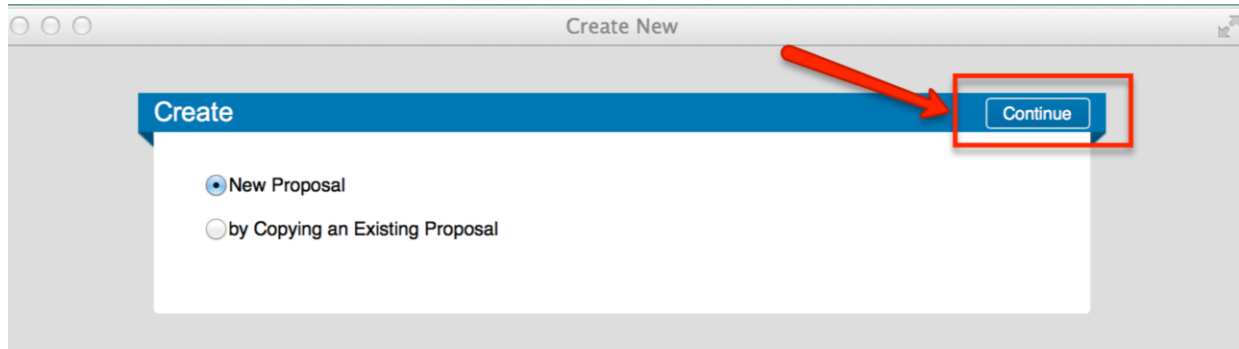 Create New
Create
Continue
New Proposal
by Copying an Existing Proposal